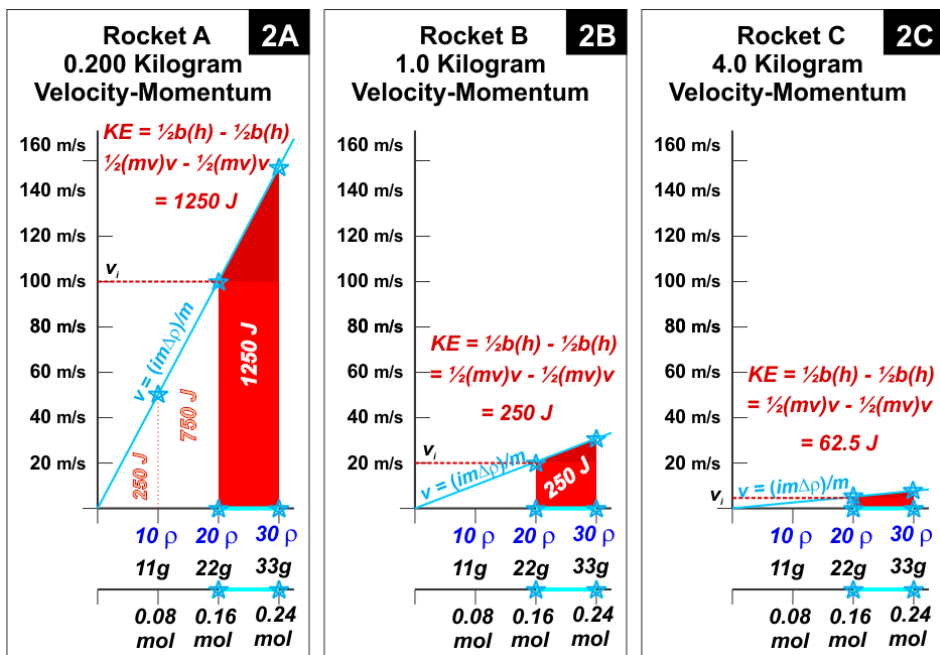 Rocket A
2A
0.200 Kilogram
Velocity-Momentum
160 m/s
KE = ½b(h) - ½b(h)
½(mv)v - ½(mv)v
= 1250 J
140 m/s
120 m/s
v i
100 m/s
80 m/s
60 m/s
40 m/s
20 m/s
v = (imΔρ)/m
250 J
750 J
1250 J
10 ρ 20 ρ 30 ρ
11g 22g 33g
0.08 0.16 0.24
mol mol mol
Rocket B
2B
1.0 Kilogram
Velocity-Momentum
160 m/s
140 m/s
120 m/s
100 m/s
80 m/s
60 m/s
40 m/s
20 m/s
KE = ½b(h) - ½b(h)
= ½(mv)v - ½(mv)v
= 250 J
v i
v = (imΔρ)/m
250 J
10 ρ 20 ρ 30 ρ
11g 22g 33g
0.08 0.16 0.24
mol mol mol
Rocket C
2C
4.0 Kilogram
Velocity-Momentum
160 m/s
140 m/s
120 m/s
100 m/s
80 m/s
60 m/s
40 m/s
20 m/s
KE = ½b(h) - ½b(h)
= ½(mv)v - ½(mv)v
= 62.5 J
v i
v = (imΔρ)/m
10 ρ 20 ρ 30 ρ
11g 22g 33g
0.08 0.16 0.24
mol mol mol